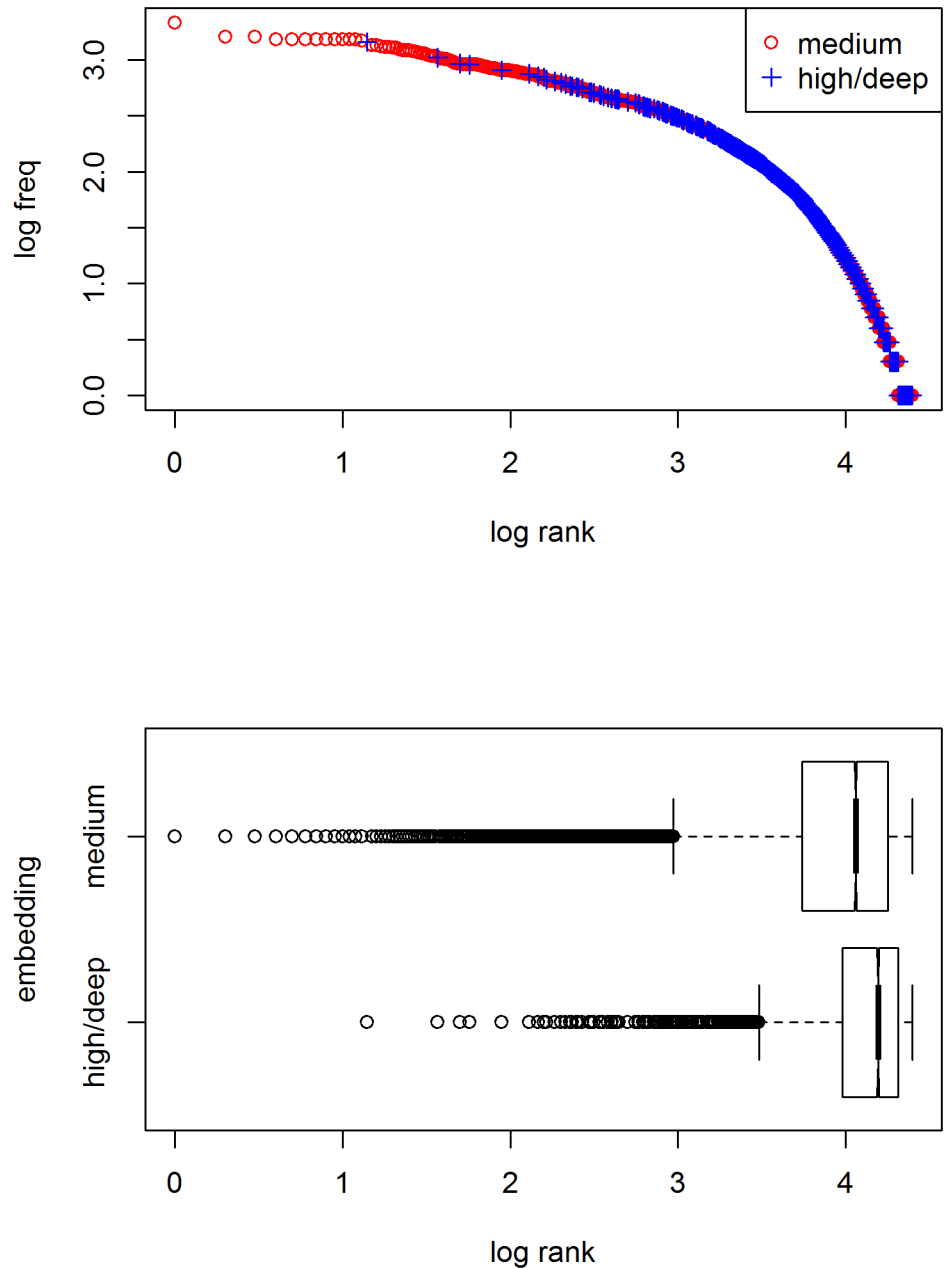 medium
high/deep
log freq
3.0
2.0
1.0
0.0
0 1 2 3 4
log rank
embedding
medium
high/deep
0 1 2 3 4
log rank